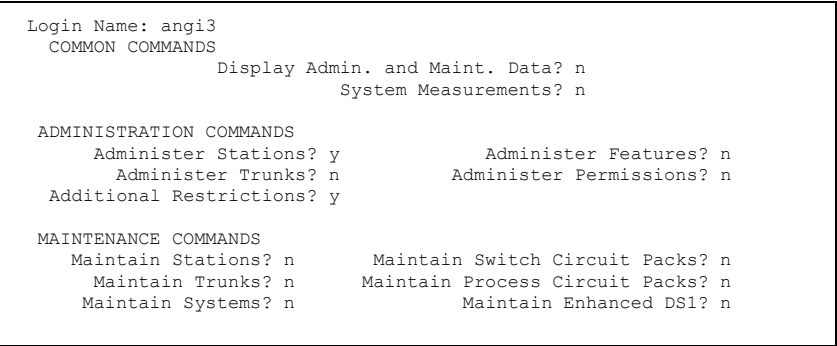 Login Name: angi3
COMMON COMMANDS
Display Admin. and Maint. Data? n
System Measurements? n
ADMINISTRATION COMMANDS
Administer Stations? y Administer Features? n
Administer Trunks? n Administer Permissions? n
Additional Restrictions? y
MAINTENANCE COMMANDS
Maintain Stations? n Maintain Switch Circuit Packs? n
Maintain Trunks? n Maintain Process Circuit Packs? n
Maintain Systems? n Maintain Enhanced DS1? n